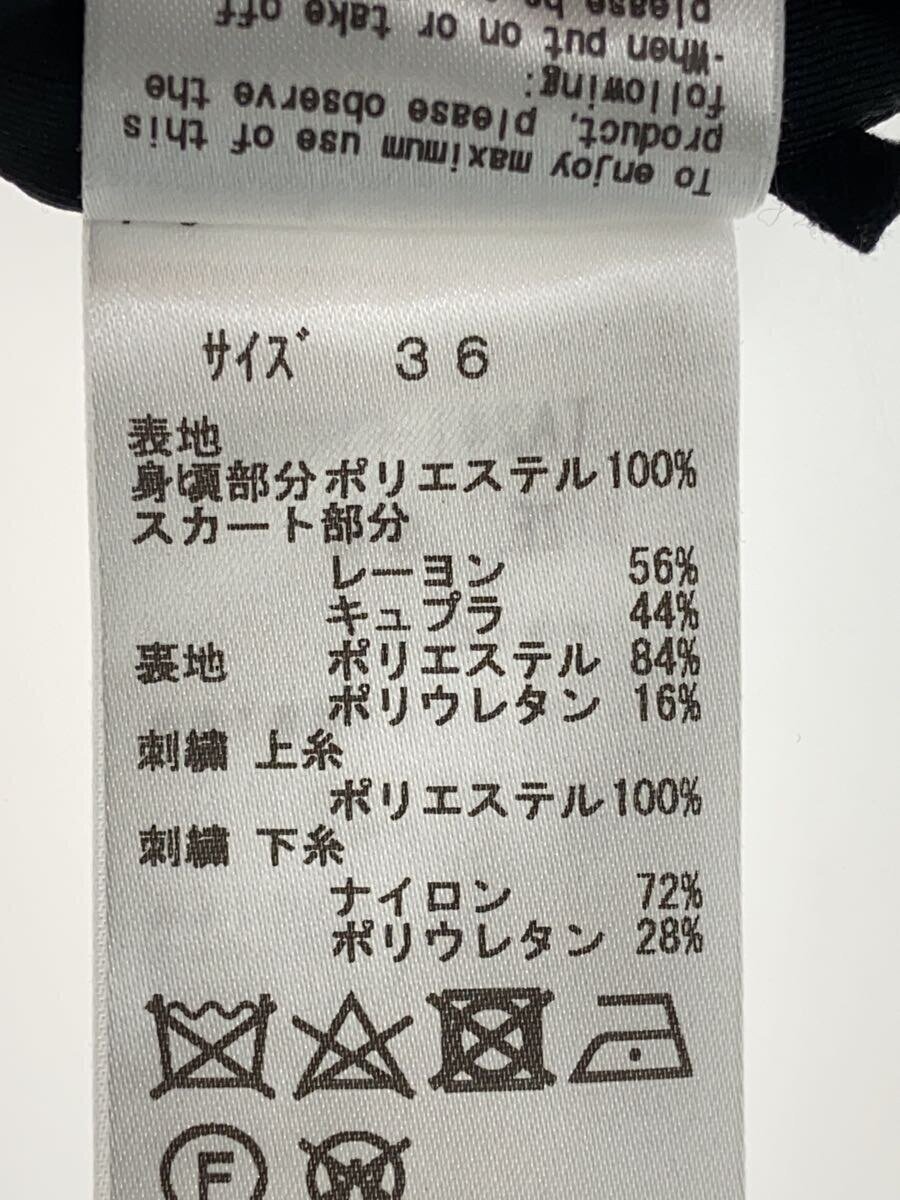 To enjoy maximum use of this
product, please observe the
following:
-When put on or take off
please be
サイズ　３６
表地
身頃部分ポリエステル100%
スカート部分
レーヨン 56%
キュプラ 44%
裏地 ポリエステル 84%
ポリウレタン 16%
刺繍 上糸
ポリエステル100%
刺繍 下糸
ナイロン 72%
ポリウレタン 28%
F
W